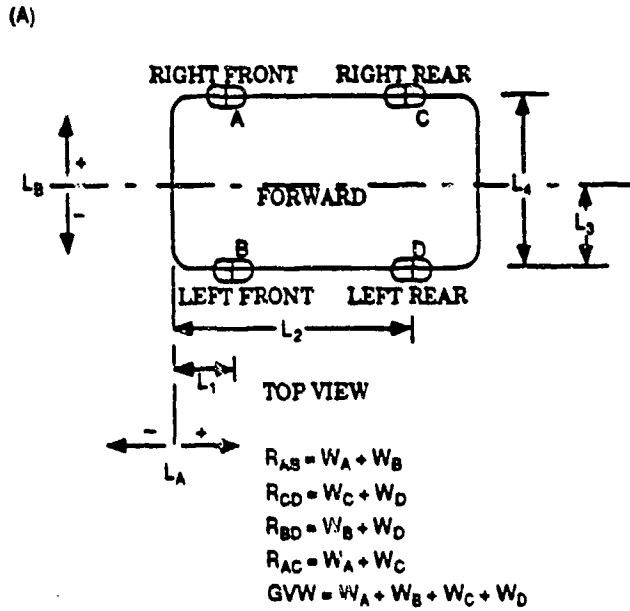 (A)
RIGHT FRONT RIGHT REAR
A C
+
L_B L_4
FORWARD
− L_3
B D
LEFT FRONT LEFT REAR
L_2
L_1
TOP VIEW
− +
L_A
R_AB = W_A + W_B
R_CD = W_C + W_D
R_BD = W_B + W_D
R_AC = W_A + W_C
GVW = W_A + W_B + W_C + W_D